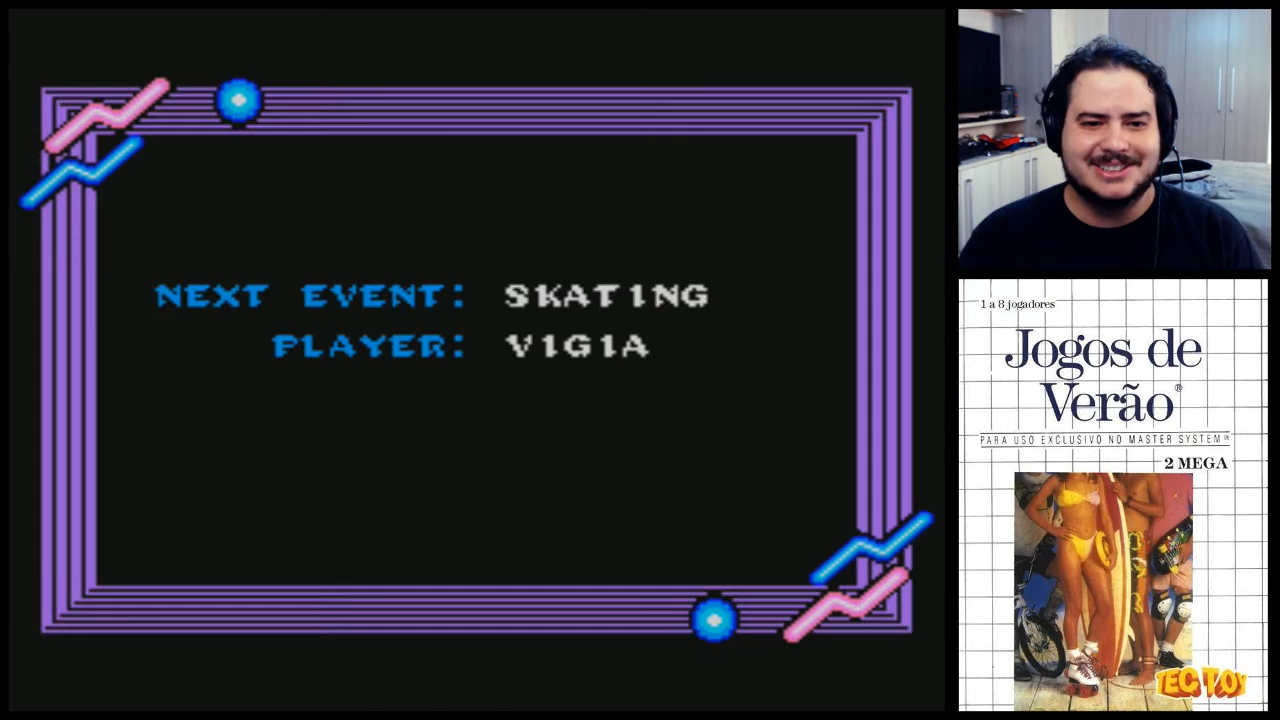 NEXT EVENT: SKATING
PLAYER: VIGIA
1 a 8 jogadores
Jogos de
Verão®
PARA USO EXCLUSIVO NO MASTER SYSTEM®
2 MEGA
TEC TOY